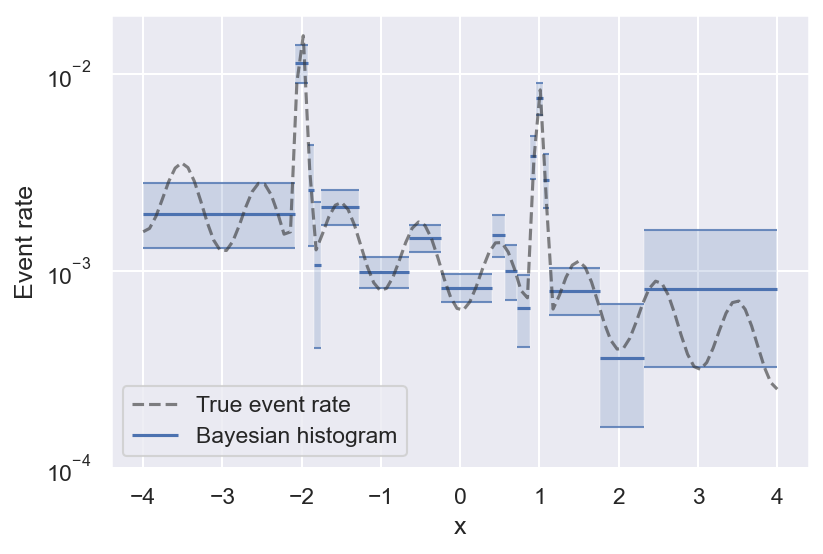 10⁻²
10⁻³
10⁻⁴
Event rate
True event rate
Bayesian histogram
−4 −3 −2 −1 0 1 2 3 4
x